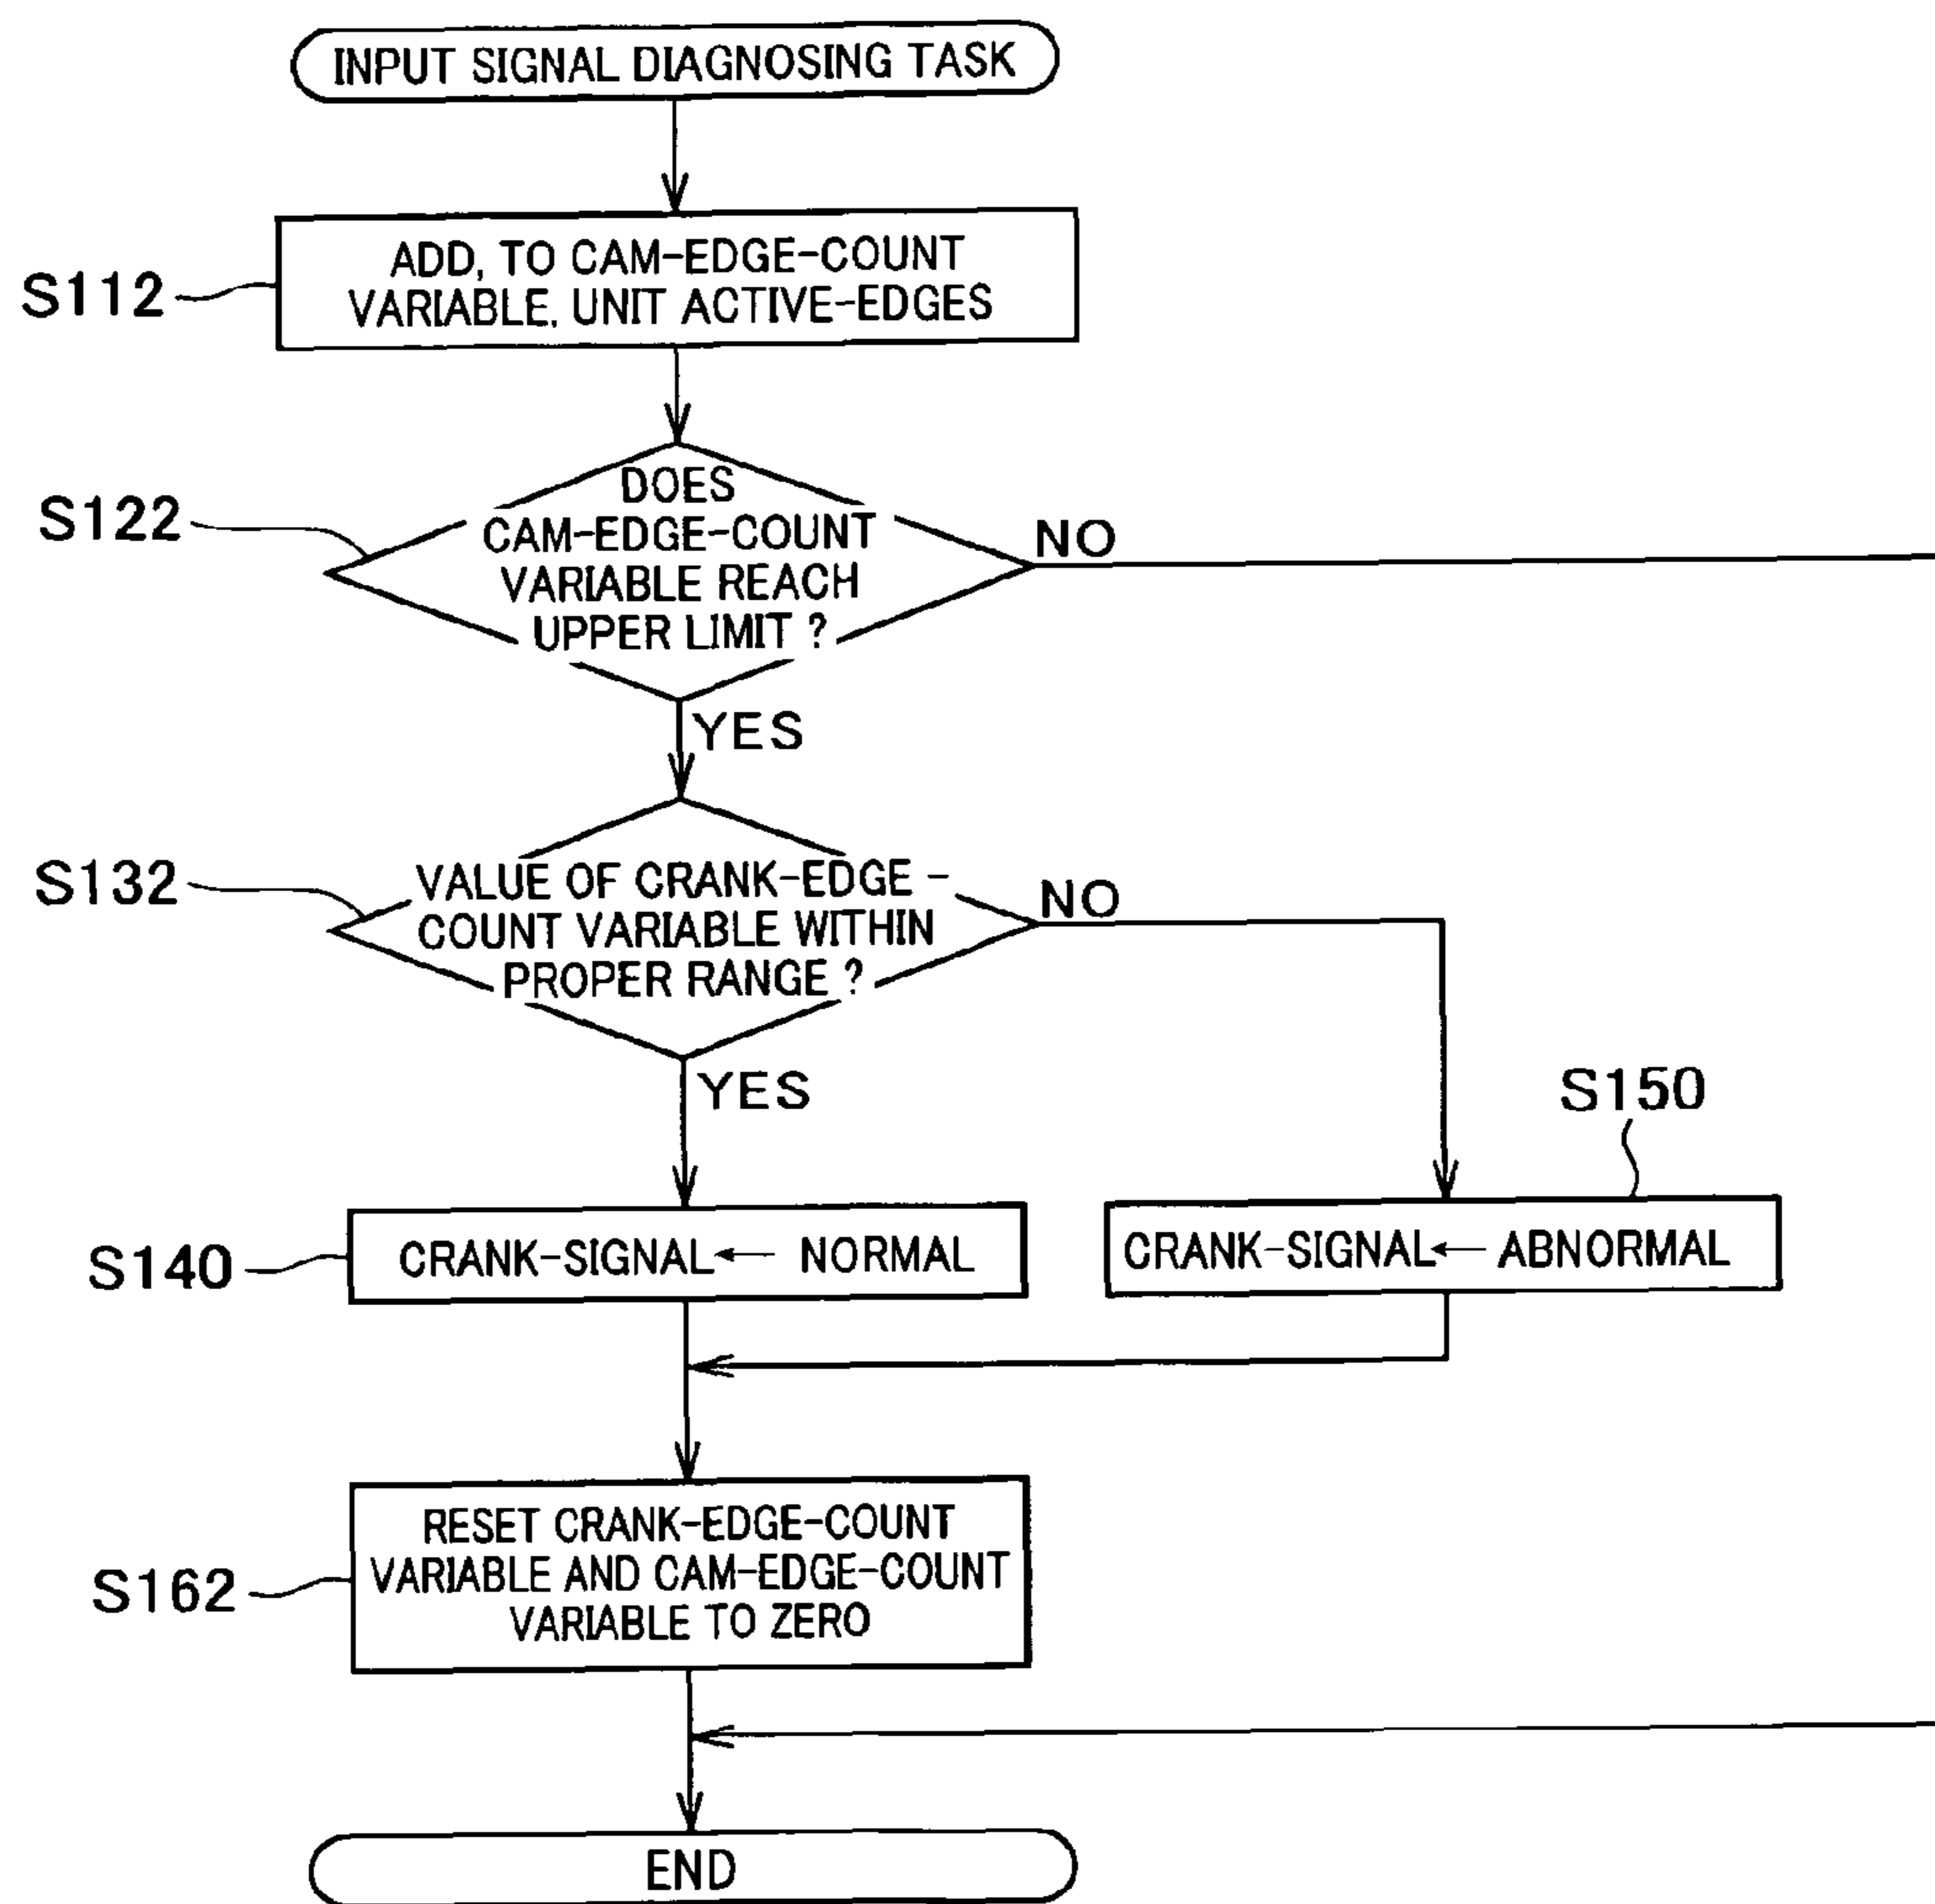 INPUT SIGNAL DIAGNOSING TASK
S112
ADD, TO CAM-EDGE-COUNT
VARIABLE, UNIT ACTIVE-EDGES
S122
DOES
CAM-EDGE-COUNT
VARIABLE REACH
UPPER LIMIT ?
NO
YES
S132
VALUE OF CRANK-EDGE -
COUNT VARIABLE WITHIN
PROPER RANGE ?
NO
YES
S150
S140
CRANK-SIGNAL ← NORMAL
CRANK-SIGNAL ← ABNORMAL
S162
RESET CRANK-EDGE-COUNT
VARIABLE AND CAM-EDGE-COUNT
VARIABLE TO ZERO
END